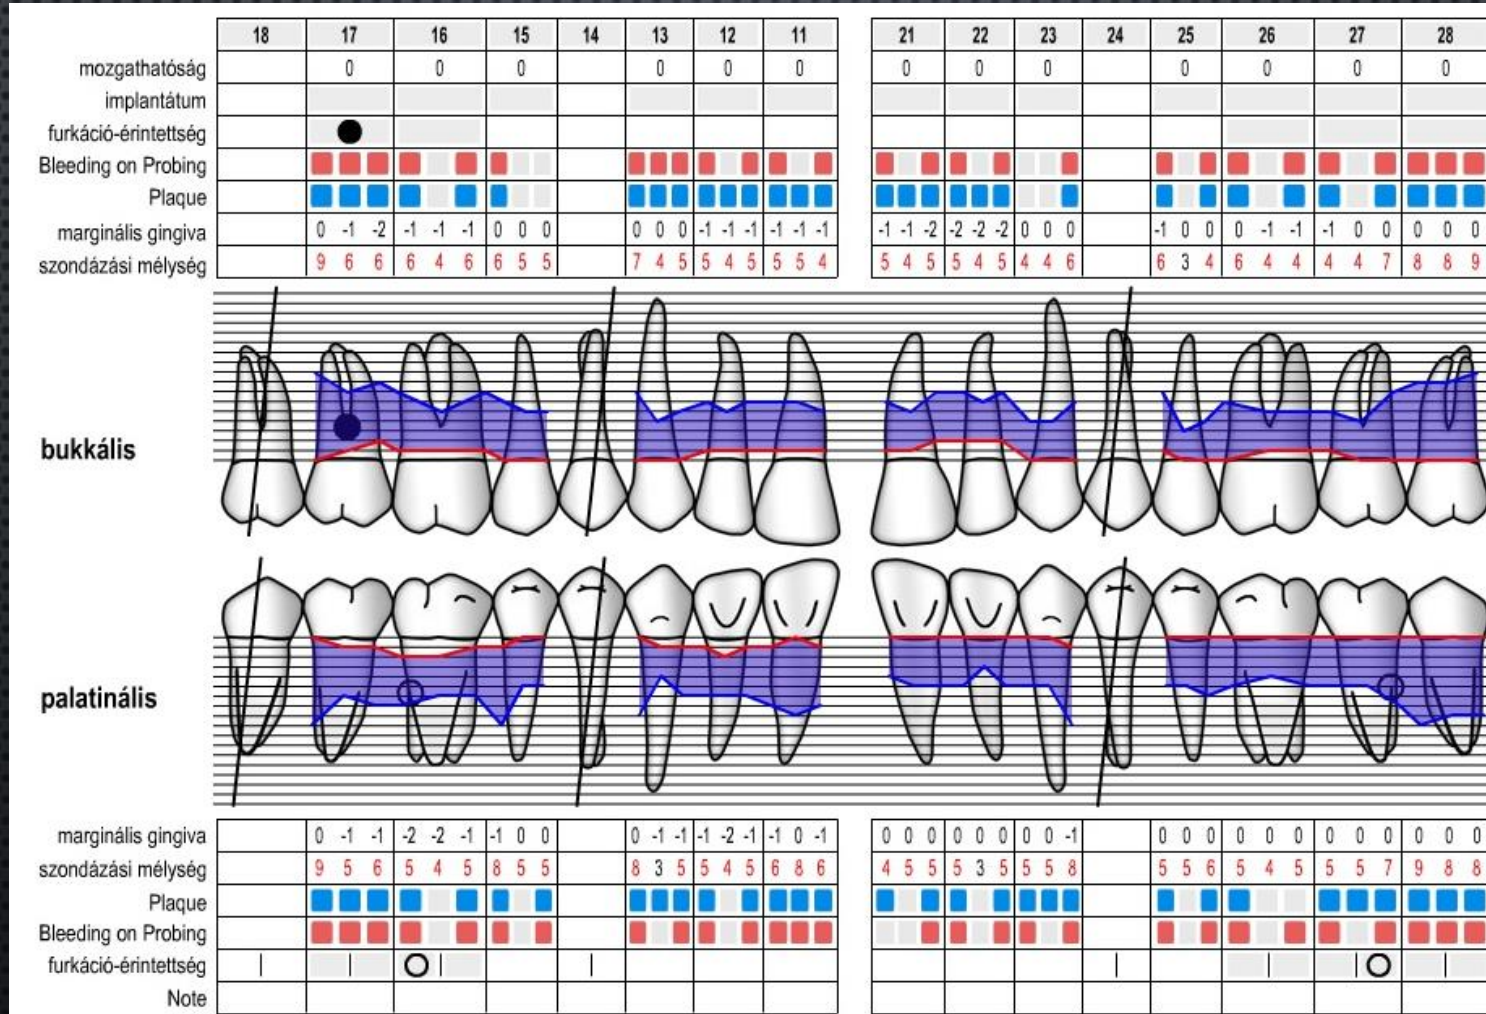 18 17 16 15 14 13 12 11 21 22 23 24 25 26 27 28
mozgathatóság 0 0 0 0 0 0 0 0 0 0 0 0 0
implantátum
furkáció-érintettség
Bleeding on Probing
Plaque
marginális gingiva 0 -1 -2 -1 -1 -1 0 0 0 0 0 0 -1 -1 -1 -1 -1 -1 -1 -1 -2 -2 -2 -2 0 0 0 -1 0 0 0 -1 -1 -1 0 0 0 0 0
szondázási mélység 9 6 6 6 4 6 6 5 5 7 4 5 5 4 5 5 5 4 5 4 5 5 4 5 4 4 6 6 3 4 6 4 4 4 4 7 8 8 9
bukkális
palatinális
marginális gingiva 0 -1 -1 -2 -2 -1 -1 0 0 0 -1 -1 -1 -2 -1 -1 0 -1 0 0 0 0 0 0 0 0 -1 0 0 0 0 0 0 0 0 0 0 0 0
szondázási mélység 9 5 6 5 4 5 8 5 5 8 3 5 5 4 5 6 8 6 4 5 5 5 3 5 5 5 8 5 5 6 5 4 5 5 5 7 9 8 8
Plaque
Bleeding on Probing
furkáció-érintettség
Note